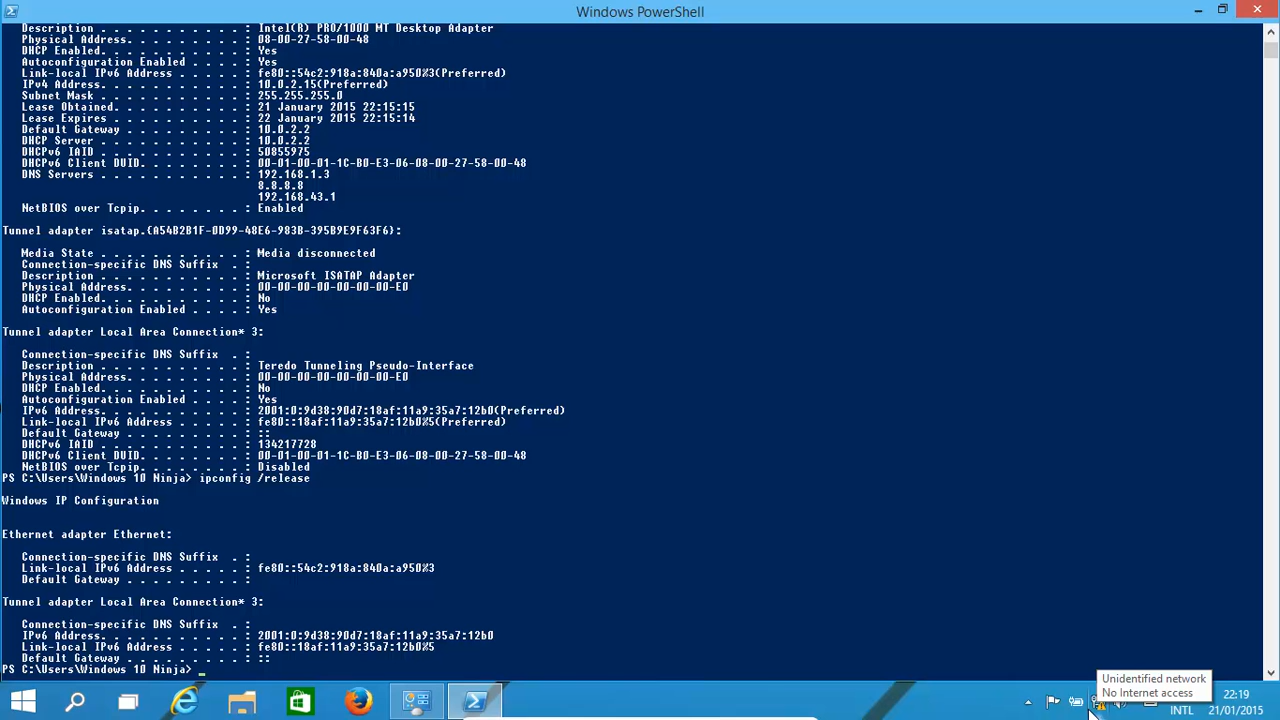 Windows PowerShell
Description . . . . . . . . . . . : Intel(R) PRO/1000 MT Desktop Adapter
Physical Address. . . . . . . . . : 08-00-27-58-00-48
DHCP Enabled. . . . . . . . . . . : Yes
Autoconfiguration Enabled . . . . : Yes
Link-local IPv6 Address . . . . . : fe80::54c2:918a:840a:a950%3(Preferred)
IPv4 Address. . . . . . . . . . . : 10.0.2.15(Preferred)
Subnet Mask . . . . . . . . . . . : 255.255.255.0
Lease Obtained. . . . . . . . . . : 21 January 2015 22:15:15
Lease Expires . . . . . . . . . . : 22 January 2015 22:15:14
Default Gateway . . . . . . . . . : 10.0.2.2
DHCP Server . . . . . . . . . . . : 10.0.2.2
DHCPv6 IAID . . . . . . . . . . . : 50855975
DHCPv6 Client DUID. . . . . . . . : 00-01-00-01-1C-B0-E3-06-08-00-27-58-00-48
DNS Servers . . . . . . . . . . . : 192.168.1.3
8.8.8.8
192.168.43.1
NetBIOS over Tcpip. . . . . . . . : Enabled
Tunnel adapter isatap.{A54B2B1F-0D99-48E6-983B-395B9E9F63F6}:
Media State . . . . . . . . . . . : Media disconnected
Connection-specific DNS Suffix  . :
Description . . . . . . . . . . . : Microsoft ISATAP Adapter
Physical Address. . . . . . . . . : 00-00-00-00-00-00-00-E0
DHCP Enabled. . . . . . . . . . . : No
Autoconfiguration Enabled . . . . : Yes
Tunnel adapter Local Area Connection* 3:
Connection-specific DNS Suffix  . :
Description . . . . . . . . . . . : Teredo Tunneling Pseudo-Interface
Physical Address. . . . . . . . . : 00-00-00-00-00-00-00-E0
DHCP Enabled. . . . . . . . . . . : No
Autoconfiguration Enabled . . . . : Yes
IPv6 Address. . . . . . . . . . . : 2001:0:9d38:90d7:18af:11a9:35a7:12b0(Preferred)
Link-local IPv6 Address . . . . . : fe80::18af:11a9:35a7:12b0%5(Preferred)
Default Gateway . . . . . . . . . : ::
DHCPv6 IAID . . . . . . . . . . . : 134217728
DHCPv6 Client DUID. . . . . . . . : 00-01-00-01-1C-B0-E3-06-08-00-27-58-00-48
NetBIOS over Tcpip. . . . . . . . : Disabled
PS C:\Users\Windows 10 Ninja> ipconfig /release
Windows IP Configuration
Ethernet adapter Ethernet:
Connection-specific DNS Suffix  . :
Link-local IPv6 Address . . . . . : fe80::54c2:918a:840a:a950%3
Default Gateway . . . . . . . . . :
Tunnel adapter Local Area Connection* 3:
Connection-specific DNS Suffix  . :
IPv6 Address. . . . . . . . . . . : 2001:0:9d38:90d7:18af:11a9:35a7:12b0
Link-local IPv6 Address . . . . . : fe80::18af:11a9:35a7:12b0%5
Default Gateway . . . . . . . . . : ::
PS C:\Users\Windows 10 Ninja> _
Unidentified network
No Internet access
INTL
22:19
21/01/2015